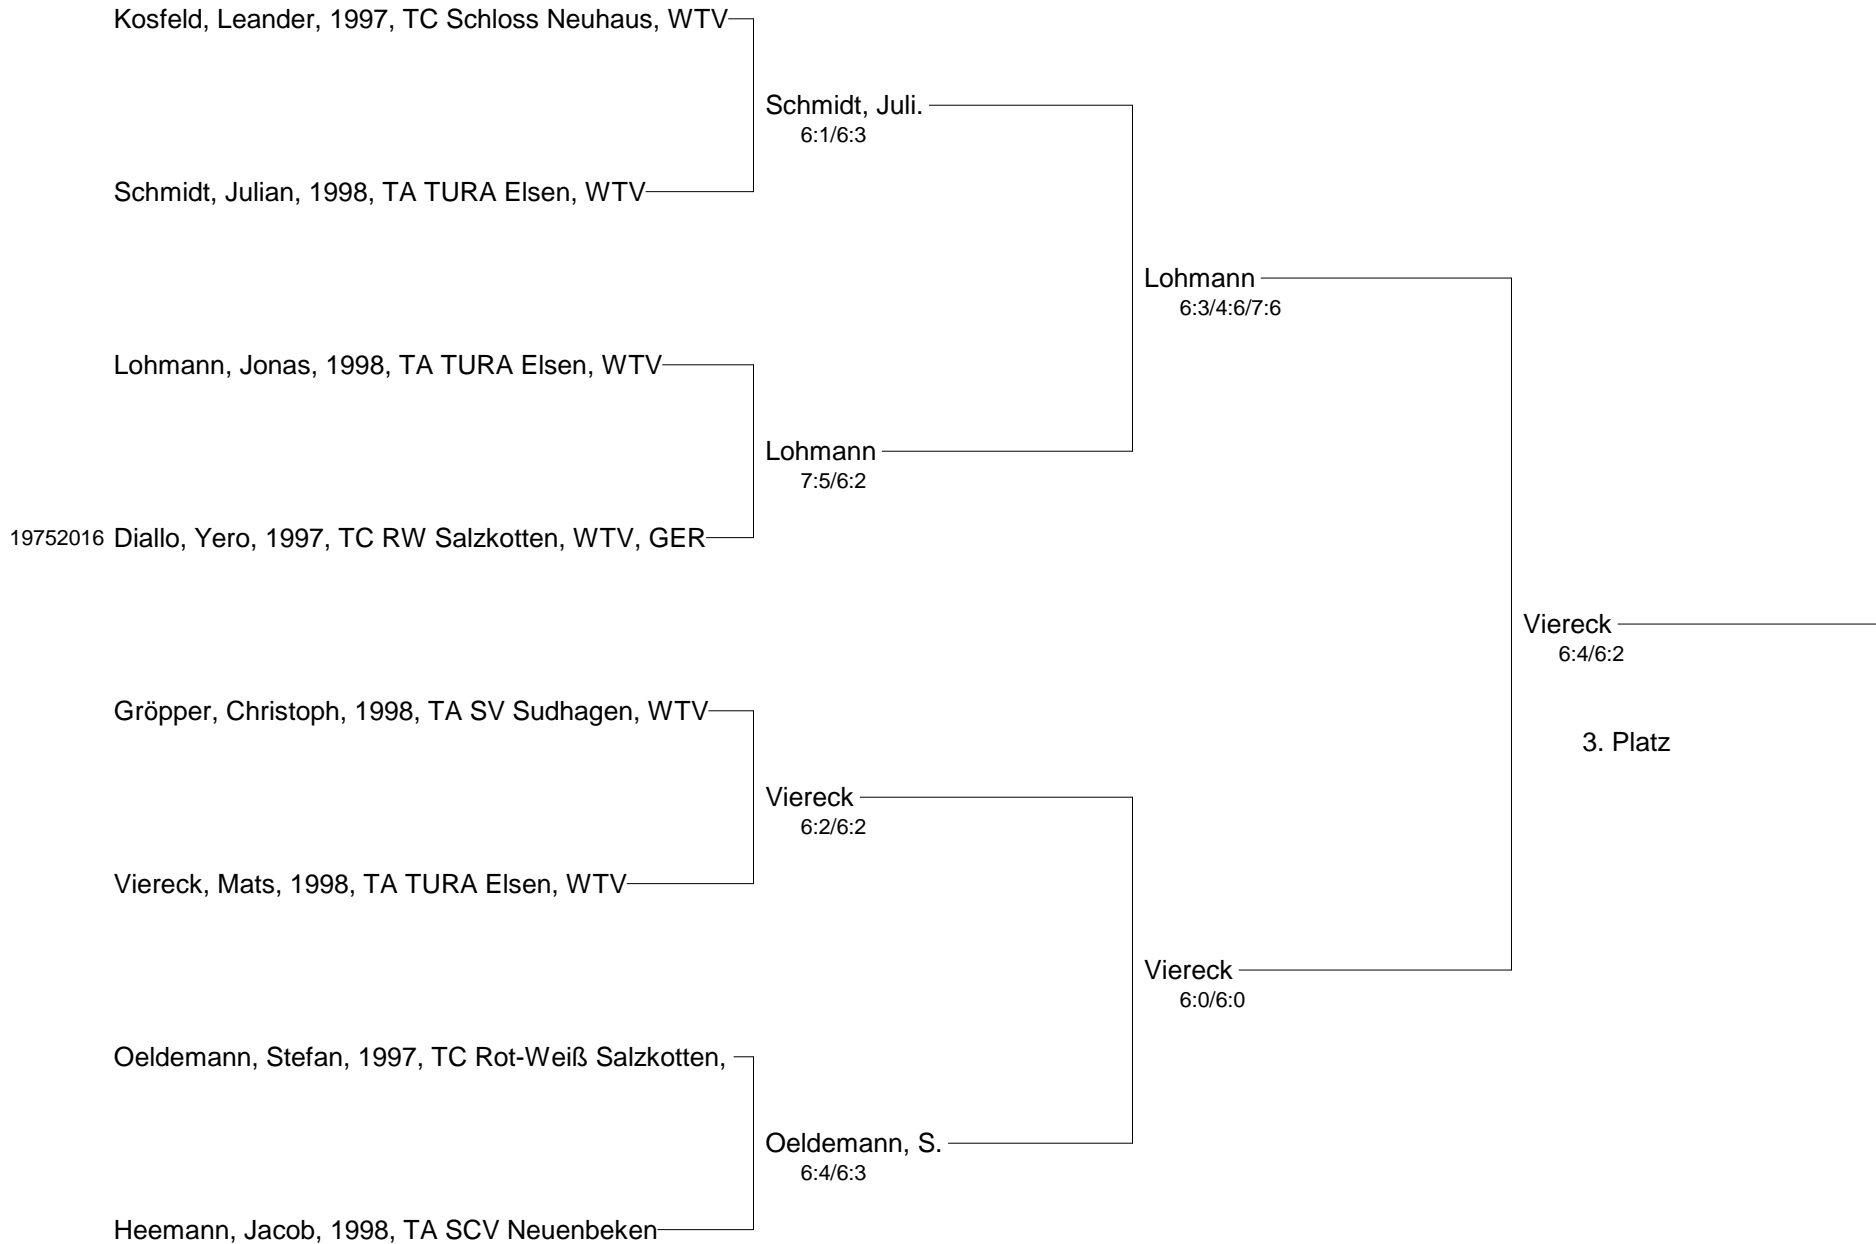 Kosfeld, Leander, 1997, TC Schloss Neuhaus, WTV
Schmidt, Juli.
6:1/6:3
Schmidt, Julian, 1998, TA TURA Elsen, WTV
Lohmann
6:3/4:6/7:6
Lohmann, Jonas, 1998, TA TURA Elsen, WTV
Lohmann
7:5/6:2
19752016 Diallo, Yero, 1997, TC RW Salzkotten, WTV, GER
Viereck
6:4/6:2
Gröpper, Christoph, 1998, TA SV Sudhagen, WTV
3. Platz
Viereck
6:2/6:2
Viereck, Mats, 1998, TA TURA Elsen, WTV
Viereck
6:0/6:0
Oeldemann, Stefan, 1997, TC Rot-Weiß Salzkotten,
Oeldemann, S.
6:4/6:3
Heemann, Jacob, 1998, TA SCV Neuenbeken